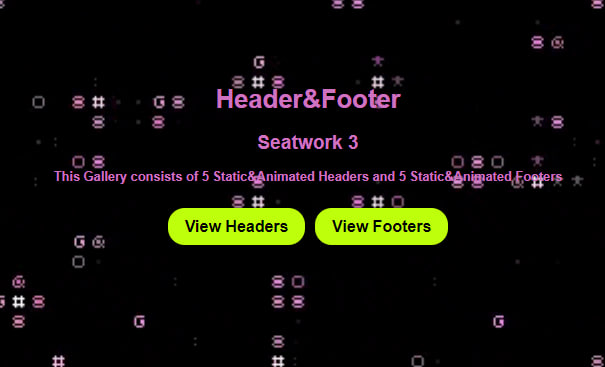 Header&Footer
Seatwork 3
This Gallery consists of 5 Static&Animated Headers and 5 Static&Animated Footers
View Headers
View Footers